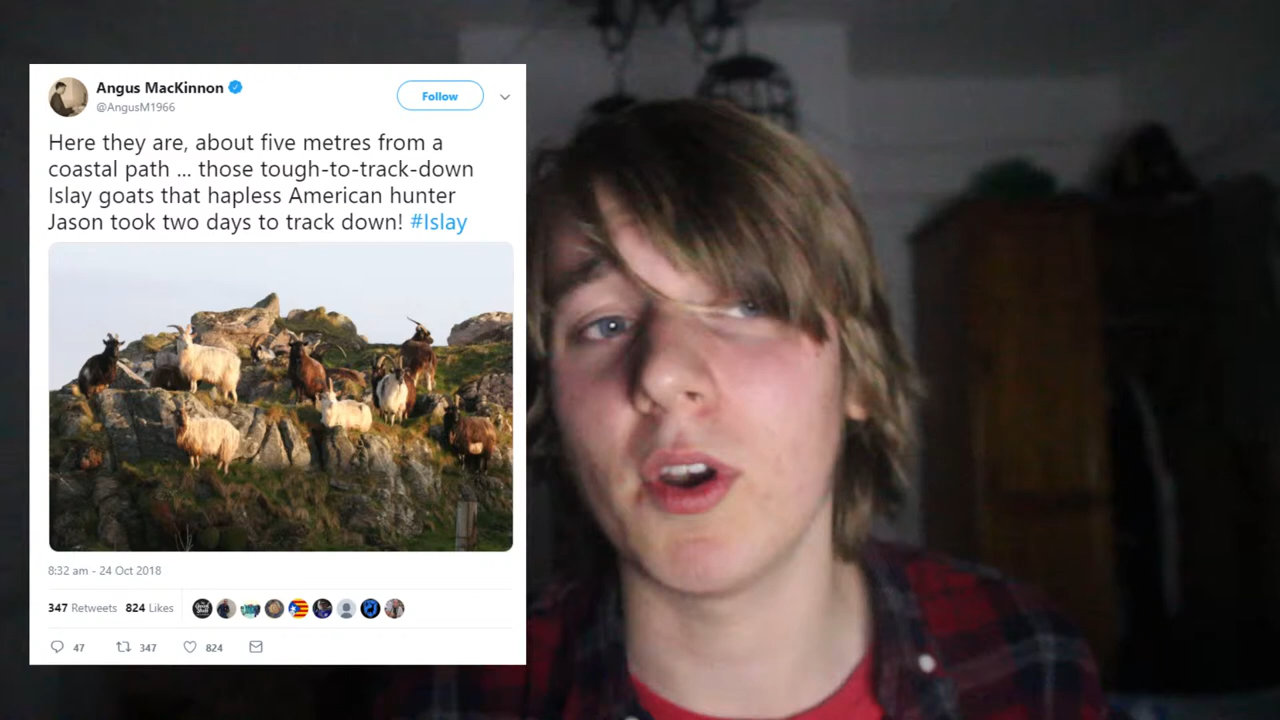 Angus MacKinnon
@AngusM1966
Follow
Here they are, about five metres from a
coastal path ... those tough-to-track-down
Islay goats that hapless American hunter
Jason took two days to track down! #Islay
8:32 am - 24 Oct 2018
347 Retweets 824 Likes
47 347 824